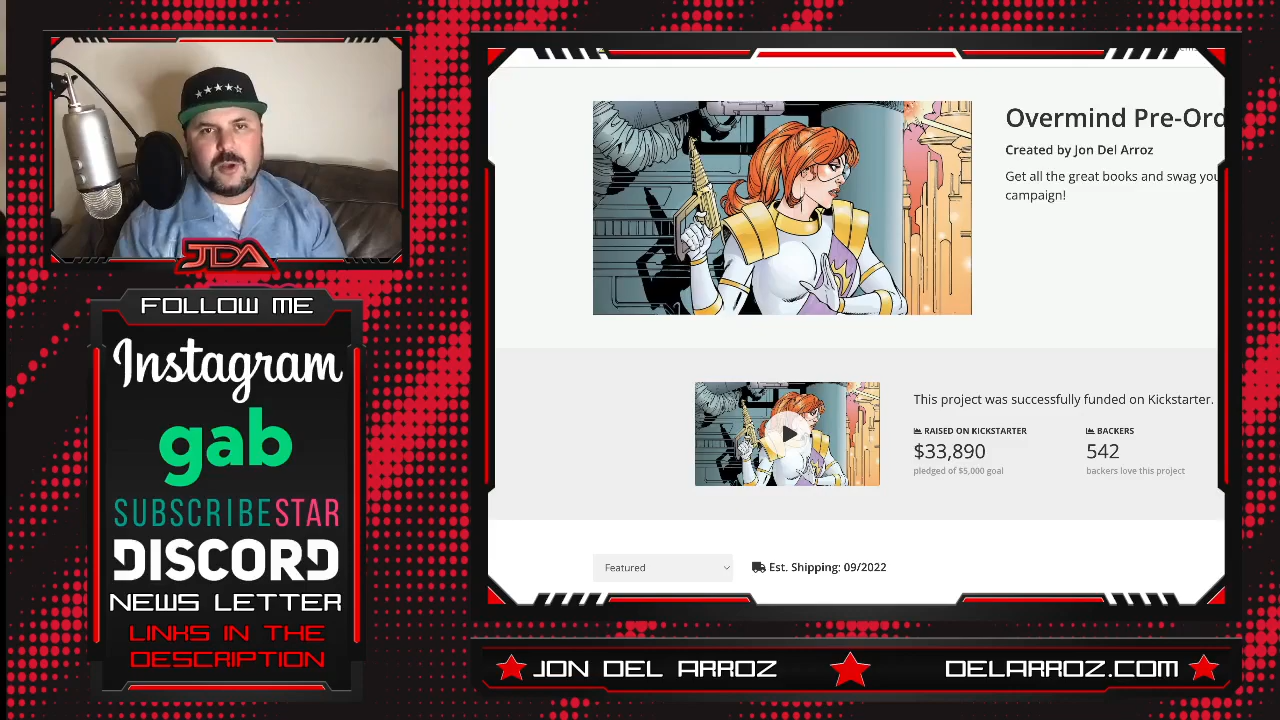 JDA
FOLLOW ME
Instagram
gab
SUBSCRIBESTAR
DISCORD
NEWS LETTER
LINKS IN THE
DESCRIPTION
Overmind Pre-Ord
Created by Jon Del Arroz
Get all the great books and swag you
campaign!
This project was successfully funded on Kickstarter.
RAISED ON KICKSTARTER
BACKERS
$33,890
542
pledged of $5,000 goal
backers love this project
Featured
Est. Shipping: 09/2022
JON DEL ARROZ
DELARROZ.COM